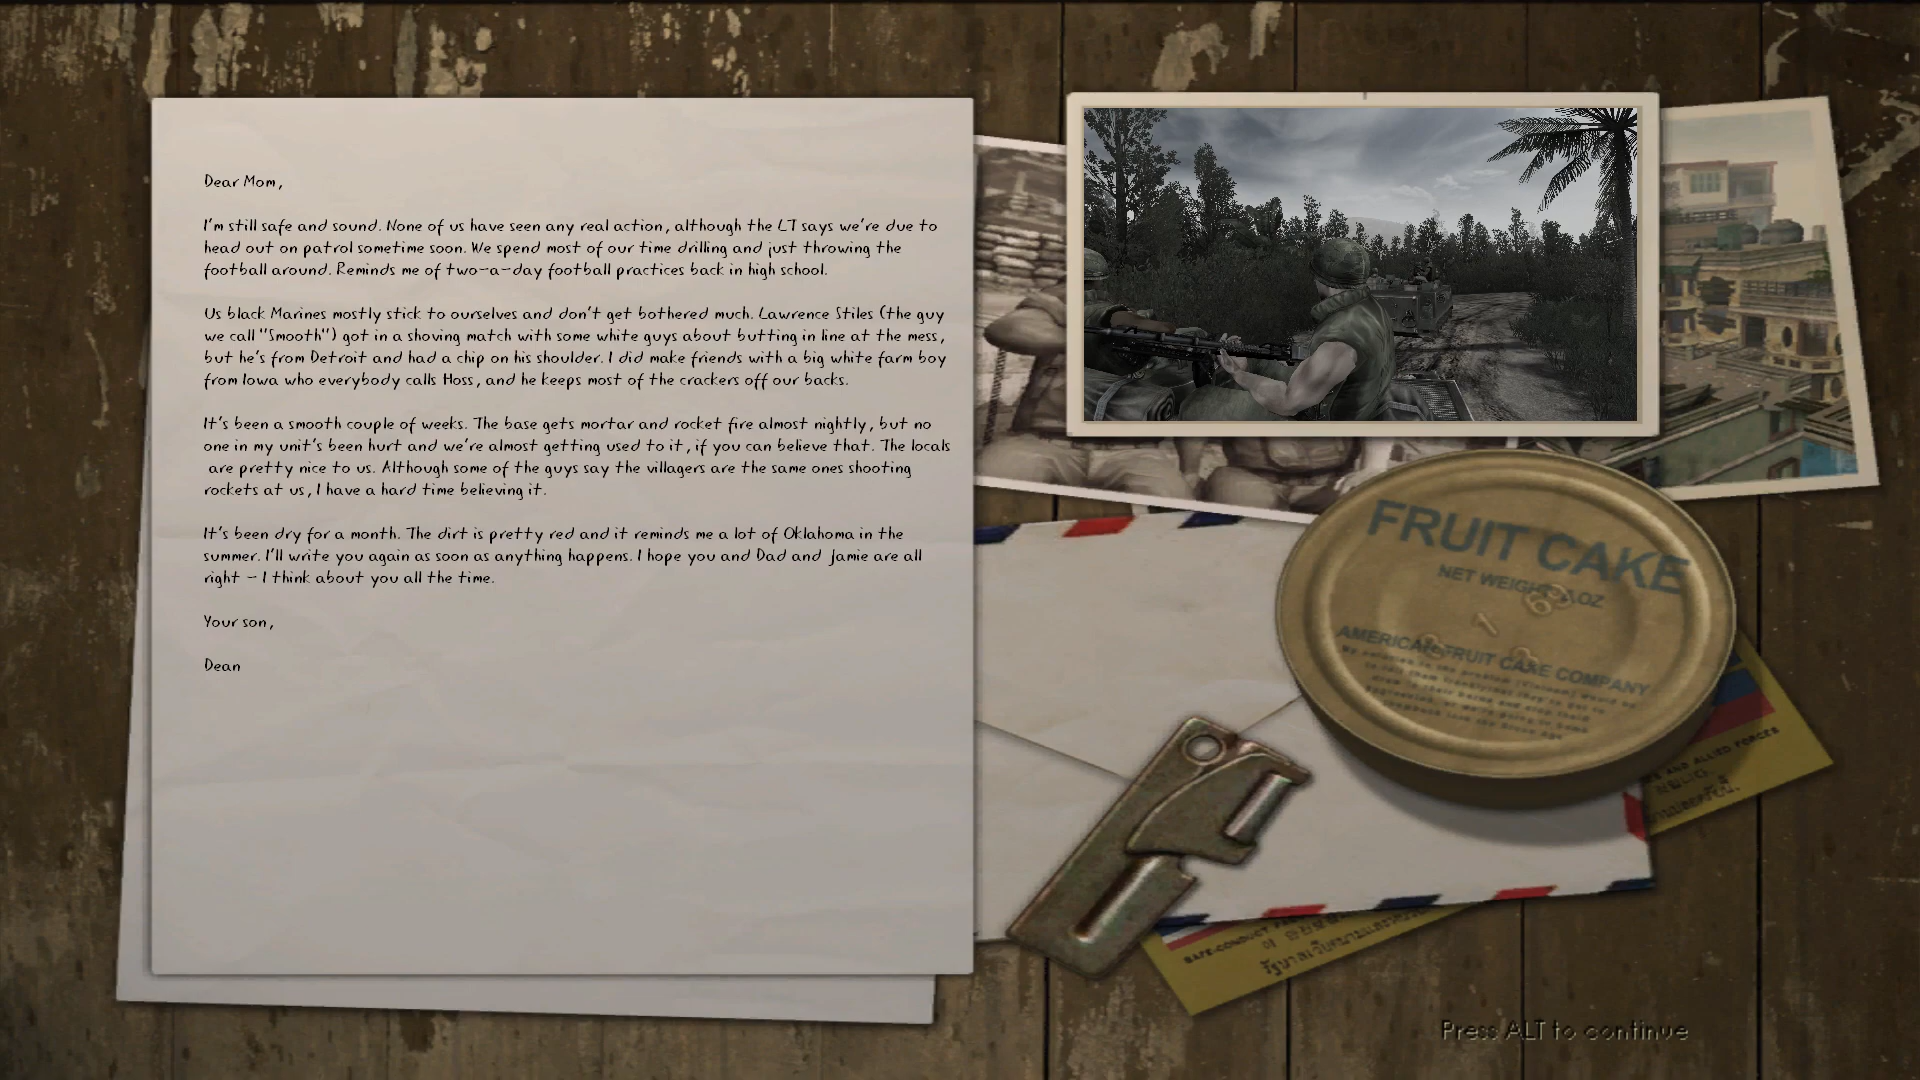 Dear Mom,
I'm still safe and sound. None of us have seen any real action, although the LT says we're due to
head out on patrol sometime soon. We spend most of our time drilling and just throwing the
football around. Reminds me of two-a-day football practices back in high school.
Us black Marines mostly stick to ourselves and don't get bothered much. Lawrence Stiles (the guy
we call "Smooth") got in a shoving match with some white guys about butting in line at the mess,
but he's from Detroit and had a chip on his shoulder. I did make friends with a big white farm boy
from Iowa who everybody calls Hoss, and he keeps most of the crackers off our backs.
It's been a smooth couple of weeks. The base gets mortar and rocket fire almost nightly, but no
one in my unit's been hurt and we're almost getting used to it, if you can believe that. The locals
are pretty nice to us. Although some of the guys say the villagers are the same ones shooting
rockets at us, I have a hard time believing it.
It's been dry for a month. The dirt is pretty red and it reminds me a lot of Oklahoma in the
summer. I'll write you again as soon as anything happens. I hope you and Dad and Jamie are all
right - I think about you all the time.
Your son,
Dean
FRUIT CAKE
NET WEIGHT OZ
AMERICAN FRUIT CAKE COMPANY
AND ALLIED FORCES
SAFE-CONDUCT
Press ALT to continue